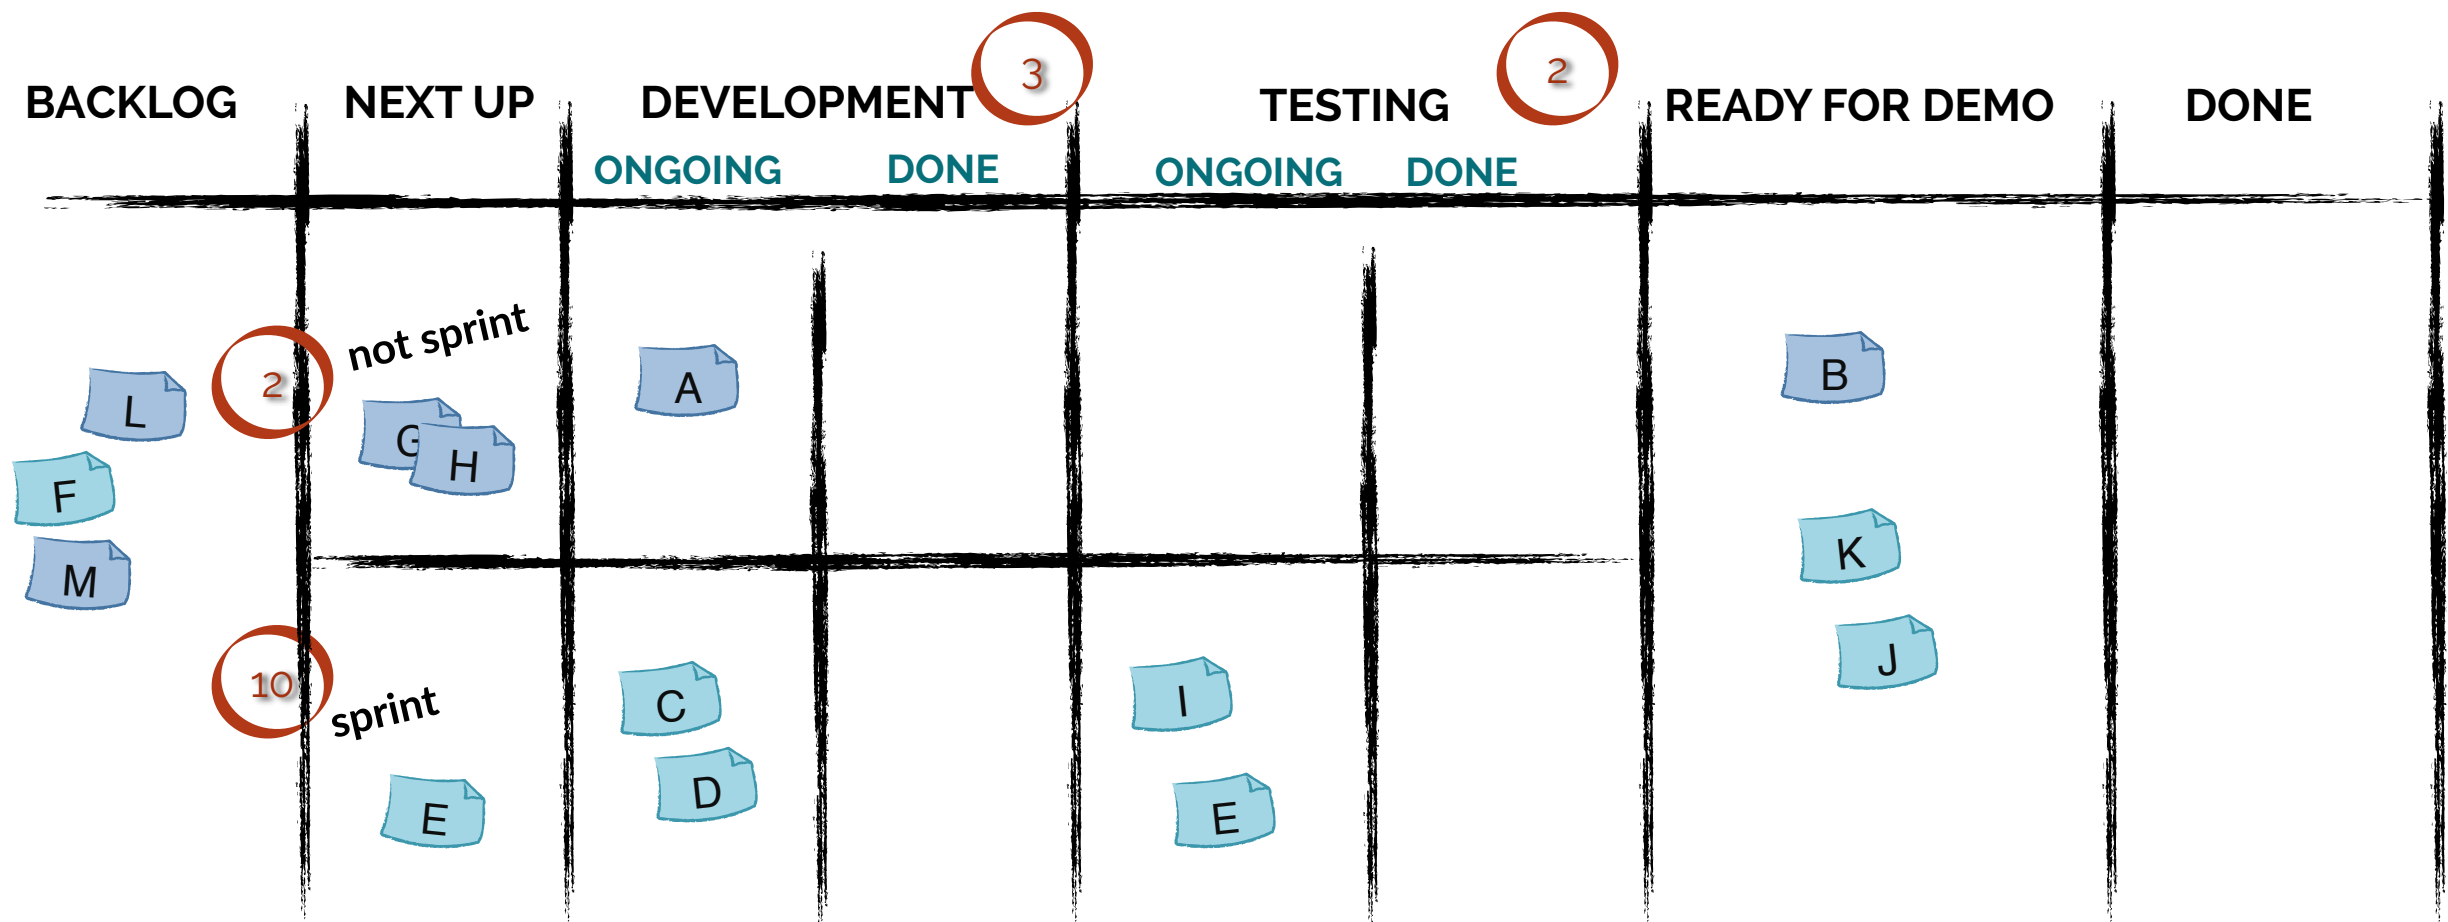 3
2
BACKLOG
NEXT UP
DEVELOPMENT
TESTING
READY FOR DEMO
DONE
ONGOING
DONE
ONGOING
DONE
not sprint
2
L
G
H
A
B
F
K
M
10
sprint
C
I
J
D
E
E